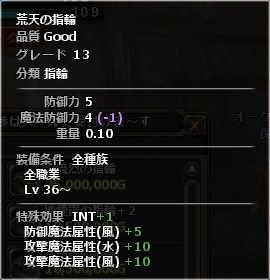 109
荒天の指輪
品質 Good
グレード 13
分類 指輪
防御力 5
魔法防御力 4 (-1)
重量 0.10
装備条件 全種族
全職業
Lv 36～
特殊効果 INT+1
防御魔法属性(風) +5
攻撃魔法属性(水) +10
攻撃魔法属性(風) +10